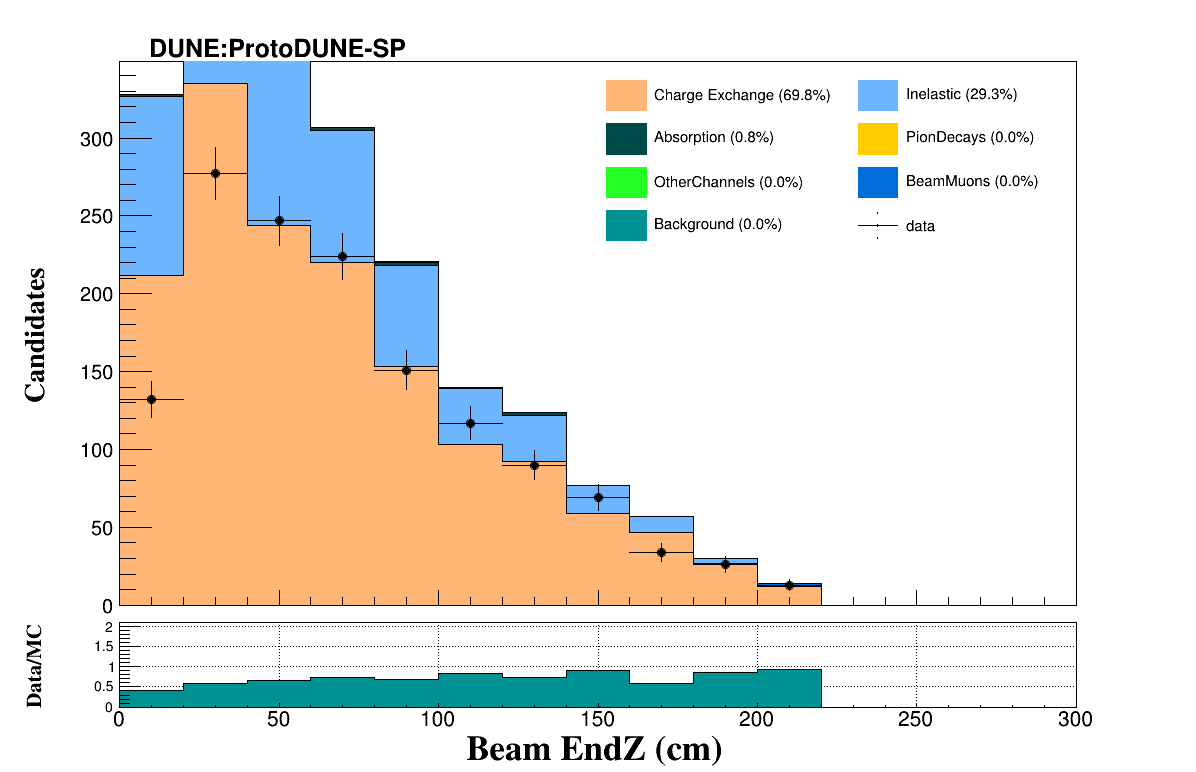 DUNE:ProtoDUNE-SP
Charge Exchange (69.8%)
Inelastic (29.3%)
Absorption (0.8%)
PionDecays (0.0%)
OtherChannels (0.0%)
BeamMuons (0.0%)
Background (0.0%)
data
Candidates
300
250
200
150
100
50
0
Data/MC
2
1.5
1
0.5
0
0 50 100 150 200 250 300
Beam EndZ (cm)